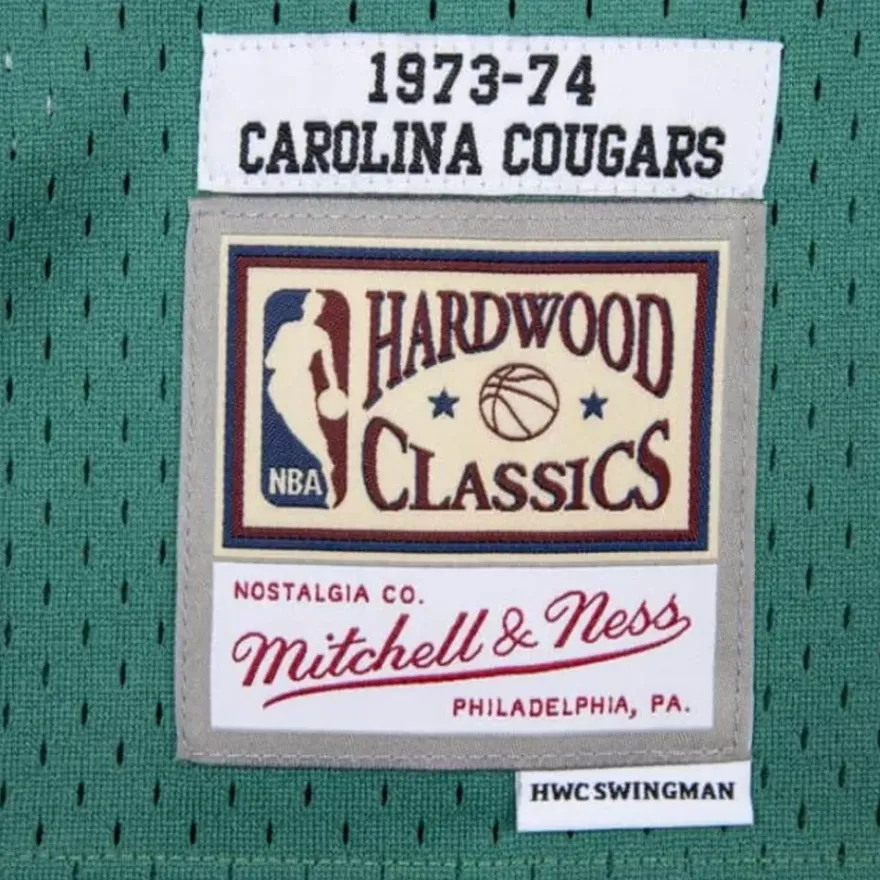 1973-74
CAROLINA COUGARS
HARDWOOD
CLASSICS
NBA
NOSTALGIA CO.
Mitchell & Ness
PHILADELPHIA, PA.
HWC SWINGMAN